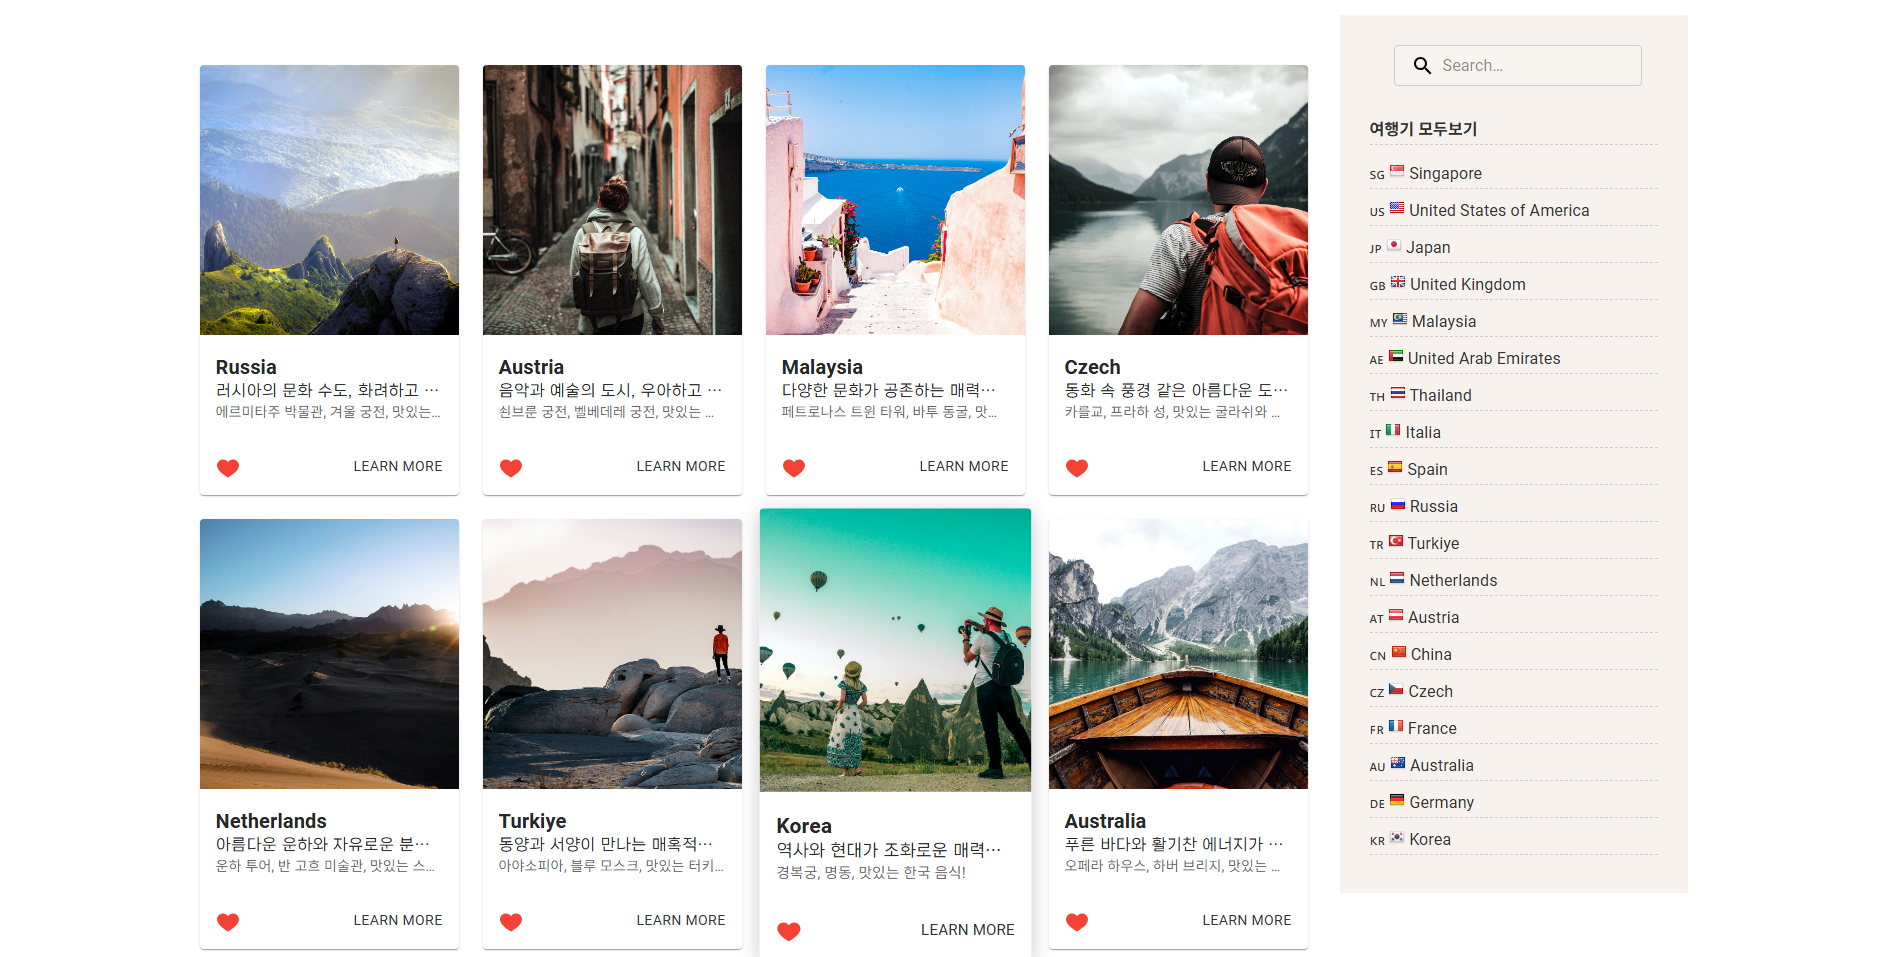 Russia
러시아의 문화 수도, 화려하고 ···
에르미타주 박물관, 겨울 궁전, 맛있는...
LEARN MORE
Austria
음악과 예술의 도시, 우아하고 ···
쇤브룬 궁전, 벨베데레 궁전, 맛있는 ...
LEARN MORE
Malaysia
다양한 문화가 공존하는 매력···
페트로나스 트윈 타워, 바투 동굴, 맛...
LEARN MORE
Czech
동화 속 풍경 같은 아름다운 도···
카를교, 프라하 성, 맛있는 굴라쉬와 ...
LEARN MORE
Netherlands
아름다운 운하와 자유로운 분···
운하 투어, 반 고흐 미술관, 맛있는 스...
LEARN MORE
Turkiye
동양과 서양이 만나는 매혹적···
아야소피아, 블루 모스크, 맛있는 터키...
LEARN MORE
Korea
역사와 현대가 조화로운 매력···
경복궁, 명동, 맛있는 한국 음식!
LEARN MORE
Australia
푸른 바다와 활기찬 에너지가 ···
오페라 하우스, 하버 브리지, 맛있는 ...
LEARN MORE
Search...
여행기 모두보기
SG Singapore
US United States of America
JP Japan
GB United Kingdom
MY Malaysia
AE United Arab Emirates
TH Thailand
IT Italia
ES Spain
RU Russia
TR Turkiye
NL Netherlands
AT Austria
CN China
CZ Czech
FR France
AU Australia
DE Germany
KR Korea